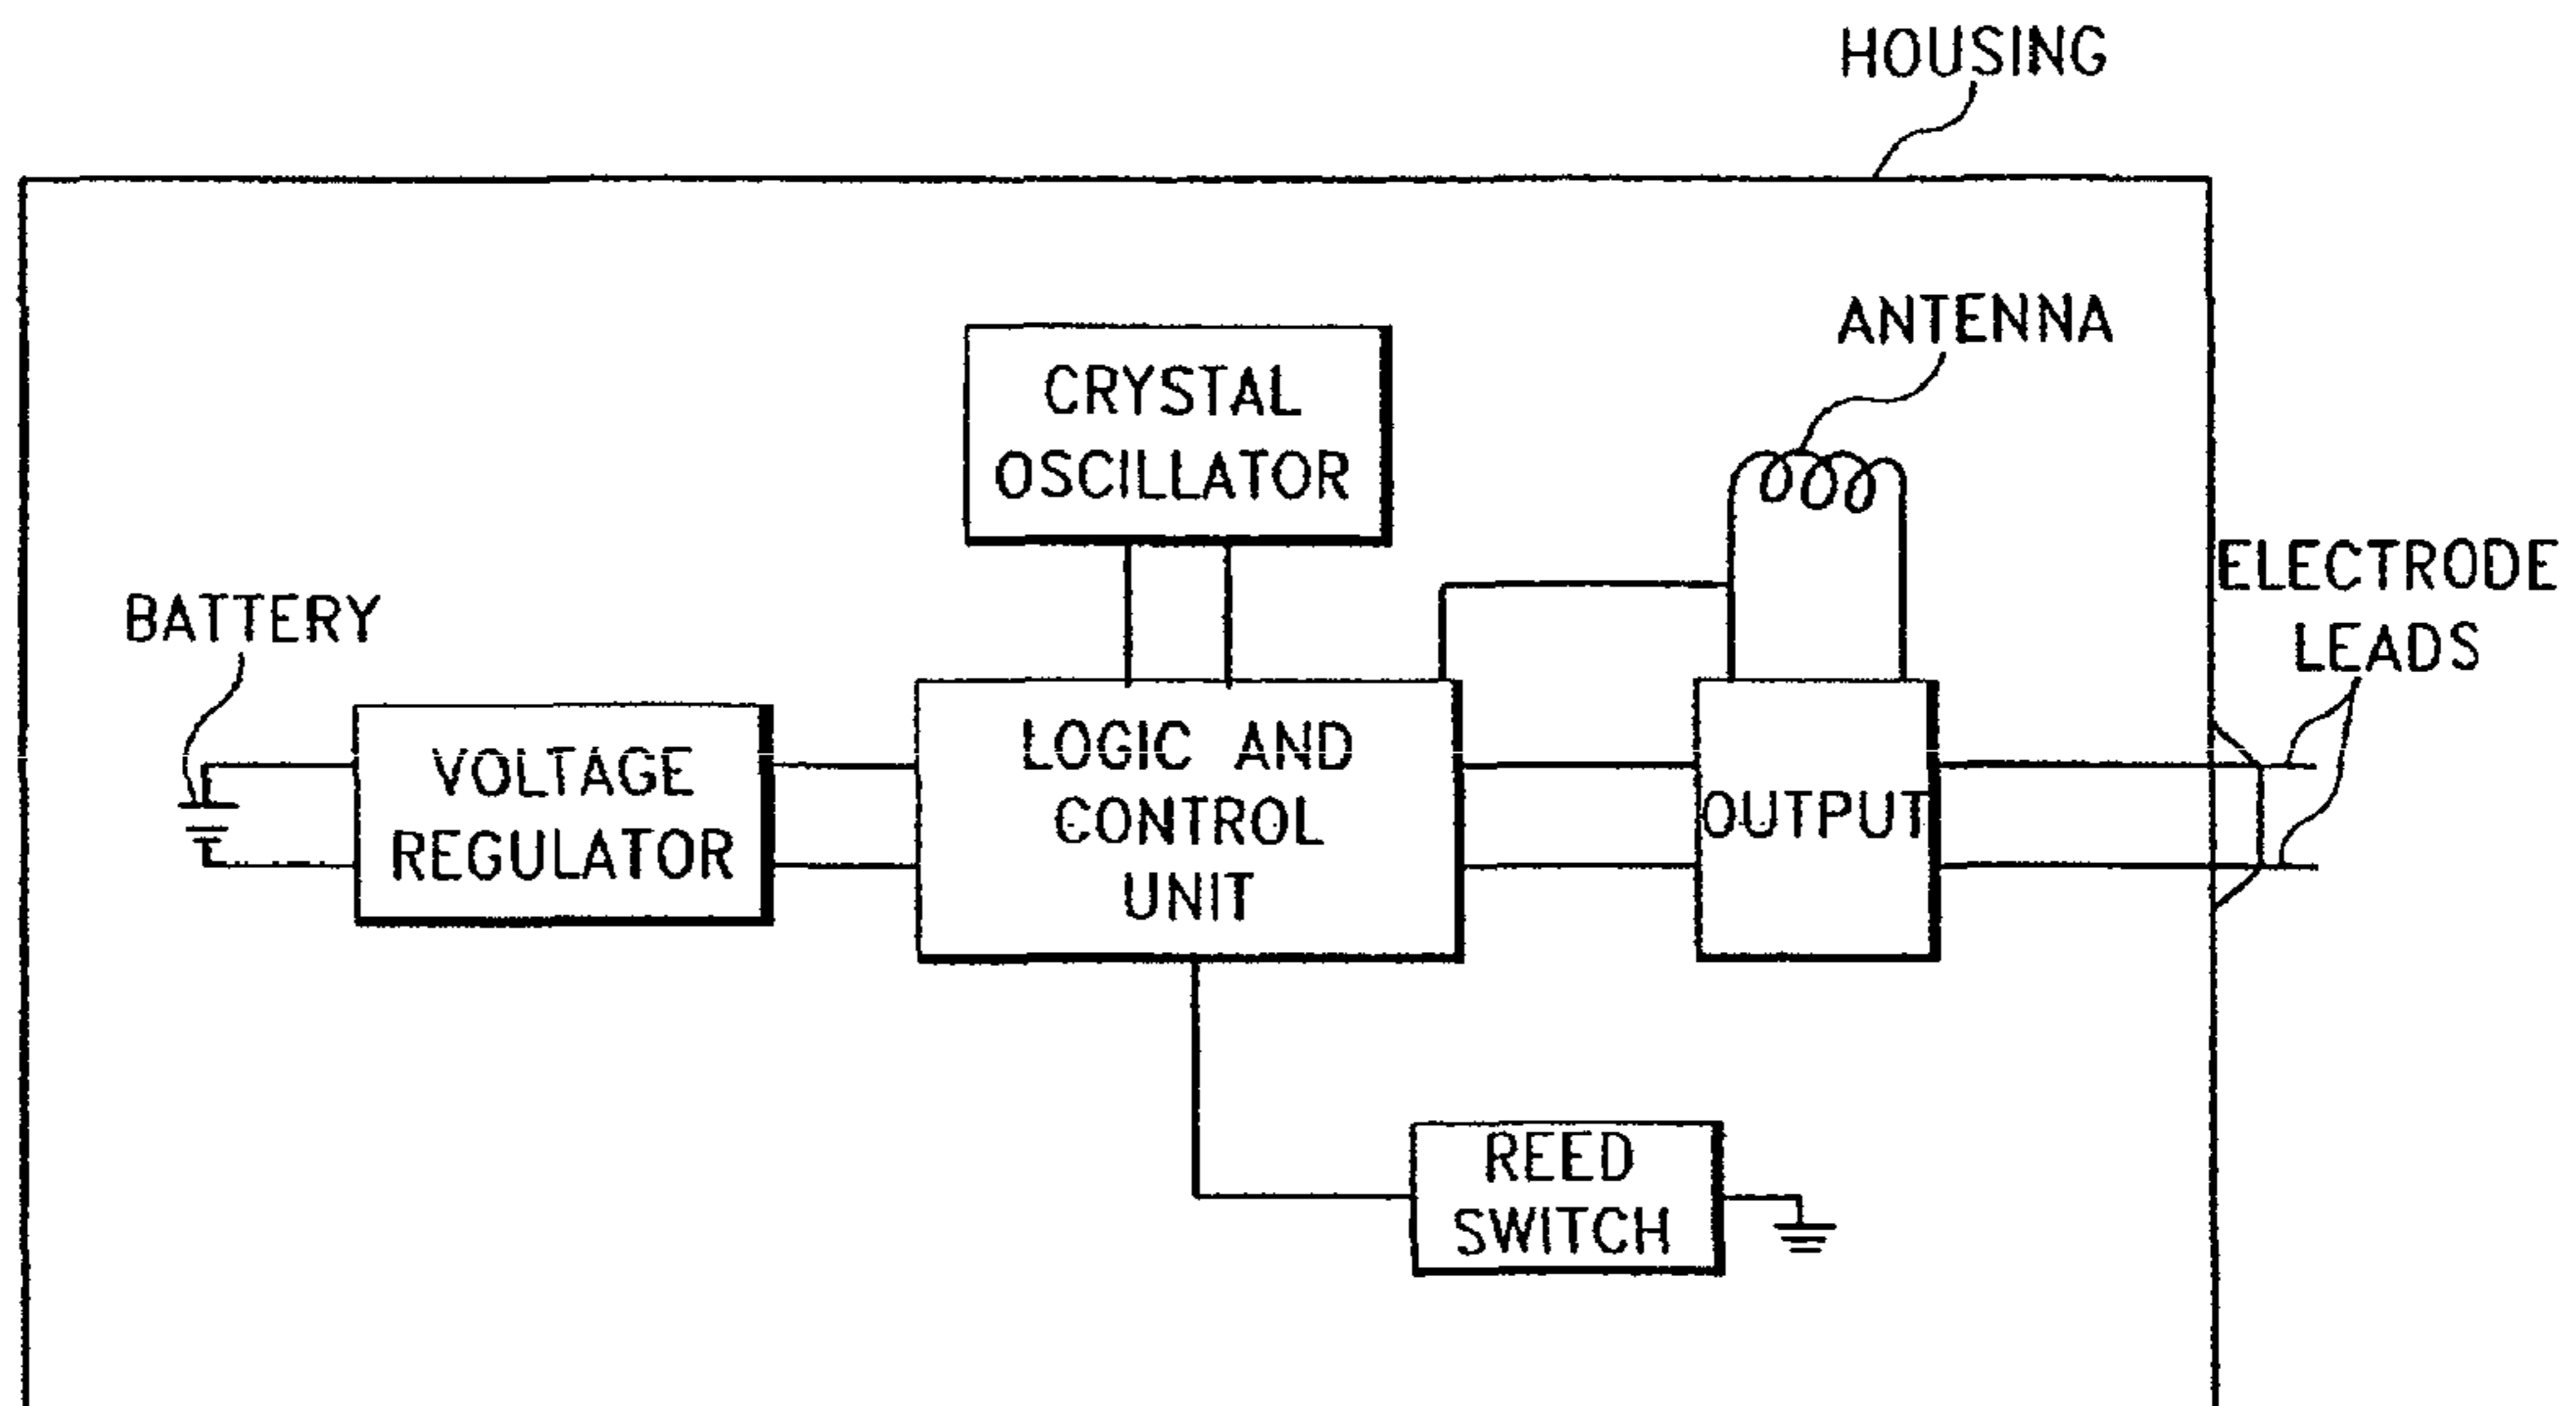 HOUSING
ANTENNA
CRYSTAL
OSCILLATOR
ELECTRODE
LEADS
BATTERY
VOLTAGE
REGULATOR
LOGIC AND
CONTROL
UNIT
OUTPUT
REED
SWITCH